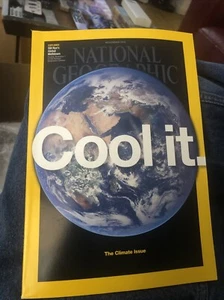 NATIONAL
GEOGRAPHIC
Cool it.
The Climate Issue